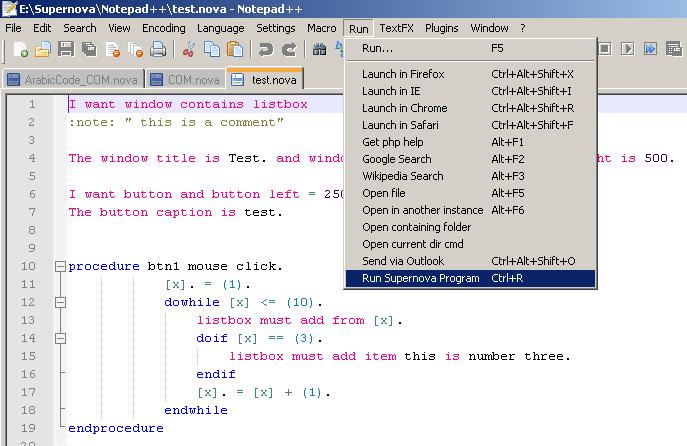 E:\Supernova\Notepad++\test.nova - Notepad++
File Edit Search View Encoding Language Settings Macro Run TextFX Plugins Window ?
ArabicCode_COM.nova COM.nova test.nova
Run... F5
Launch in Firefox Ctrl+Alt+Shift+X
Launch in IE Ctrl+Alt+Shift+I
Launch in Chrome Ctrl+Alt+Shift+R
Launch in Safari Ctrl+Alt+Shift+F
Get php help Alt+F1
Google Search Alt+F2
Wikipedia Search Alt+F3
Open file Alt+F5
Open in another instance Alt+F6
Open containing folder
Open current dir cmd
Send via Outlook Ctrl+Alt+Shift+O
Run Supernova Program Ctrl+R
1 I want window contains listbox
2 :note: " this is a comment"
3
4 The window title is Test. and windo ht is 500.
5
6 I want button and button left = 250
7 The button caption is test.
8
9
10 procedure btn1 mouse click.
11 [x]. = (1).
12 dowhile [x] <= (10).
13 listbox must add from [x].
14 doif [x] == (3).
15 listbox must add item this is number three.
16 endif
17 [x]. = [x] + (1).
18 endwhile
19 endprocedure